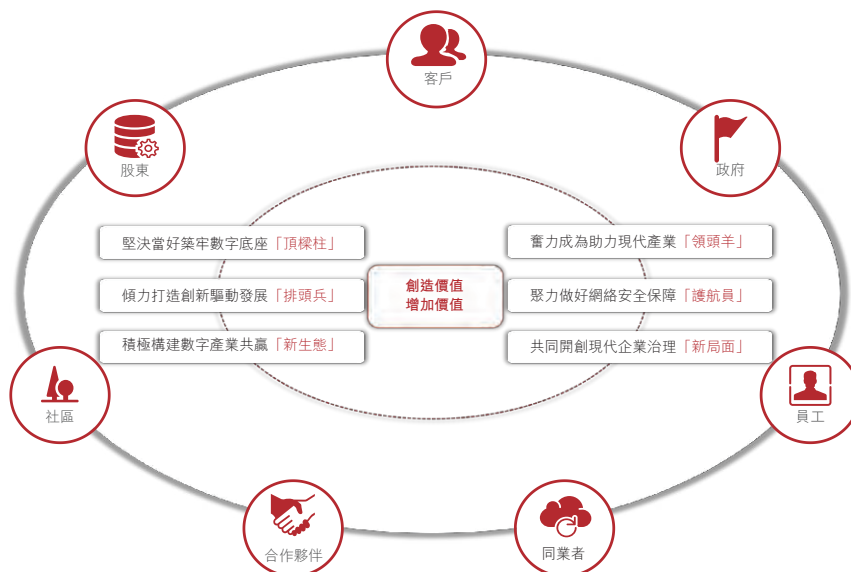 客戶
股東
政府
堅決當好築牢數字底座「頂樑柱」
奮力成為助力現代產業「領頭羊」
創造價值
增加價值
傾力打造創新驅動發展「排頭兵」
聚力做好網絡安全保障「護航員」
積極構建數字產業共贏「新生態」
共同開創現代企業治理「新局面」
社區
員工
合作夥伴
同業者